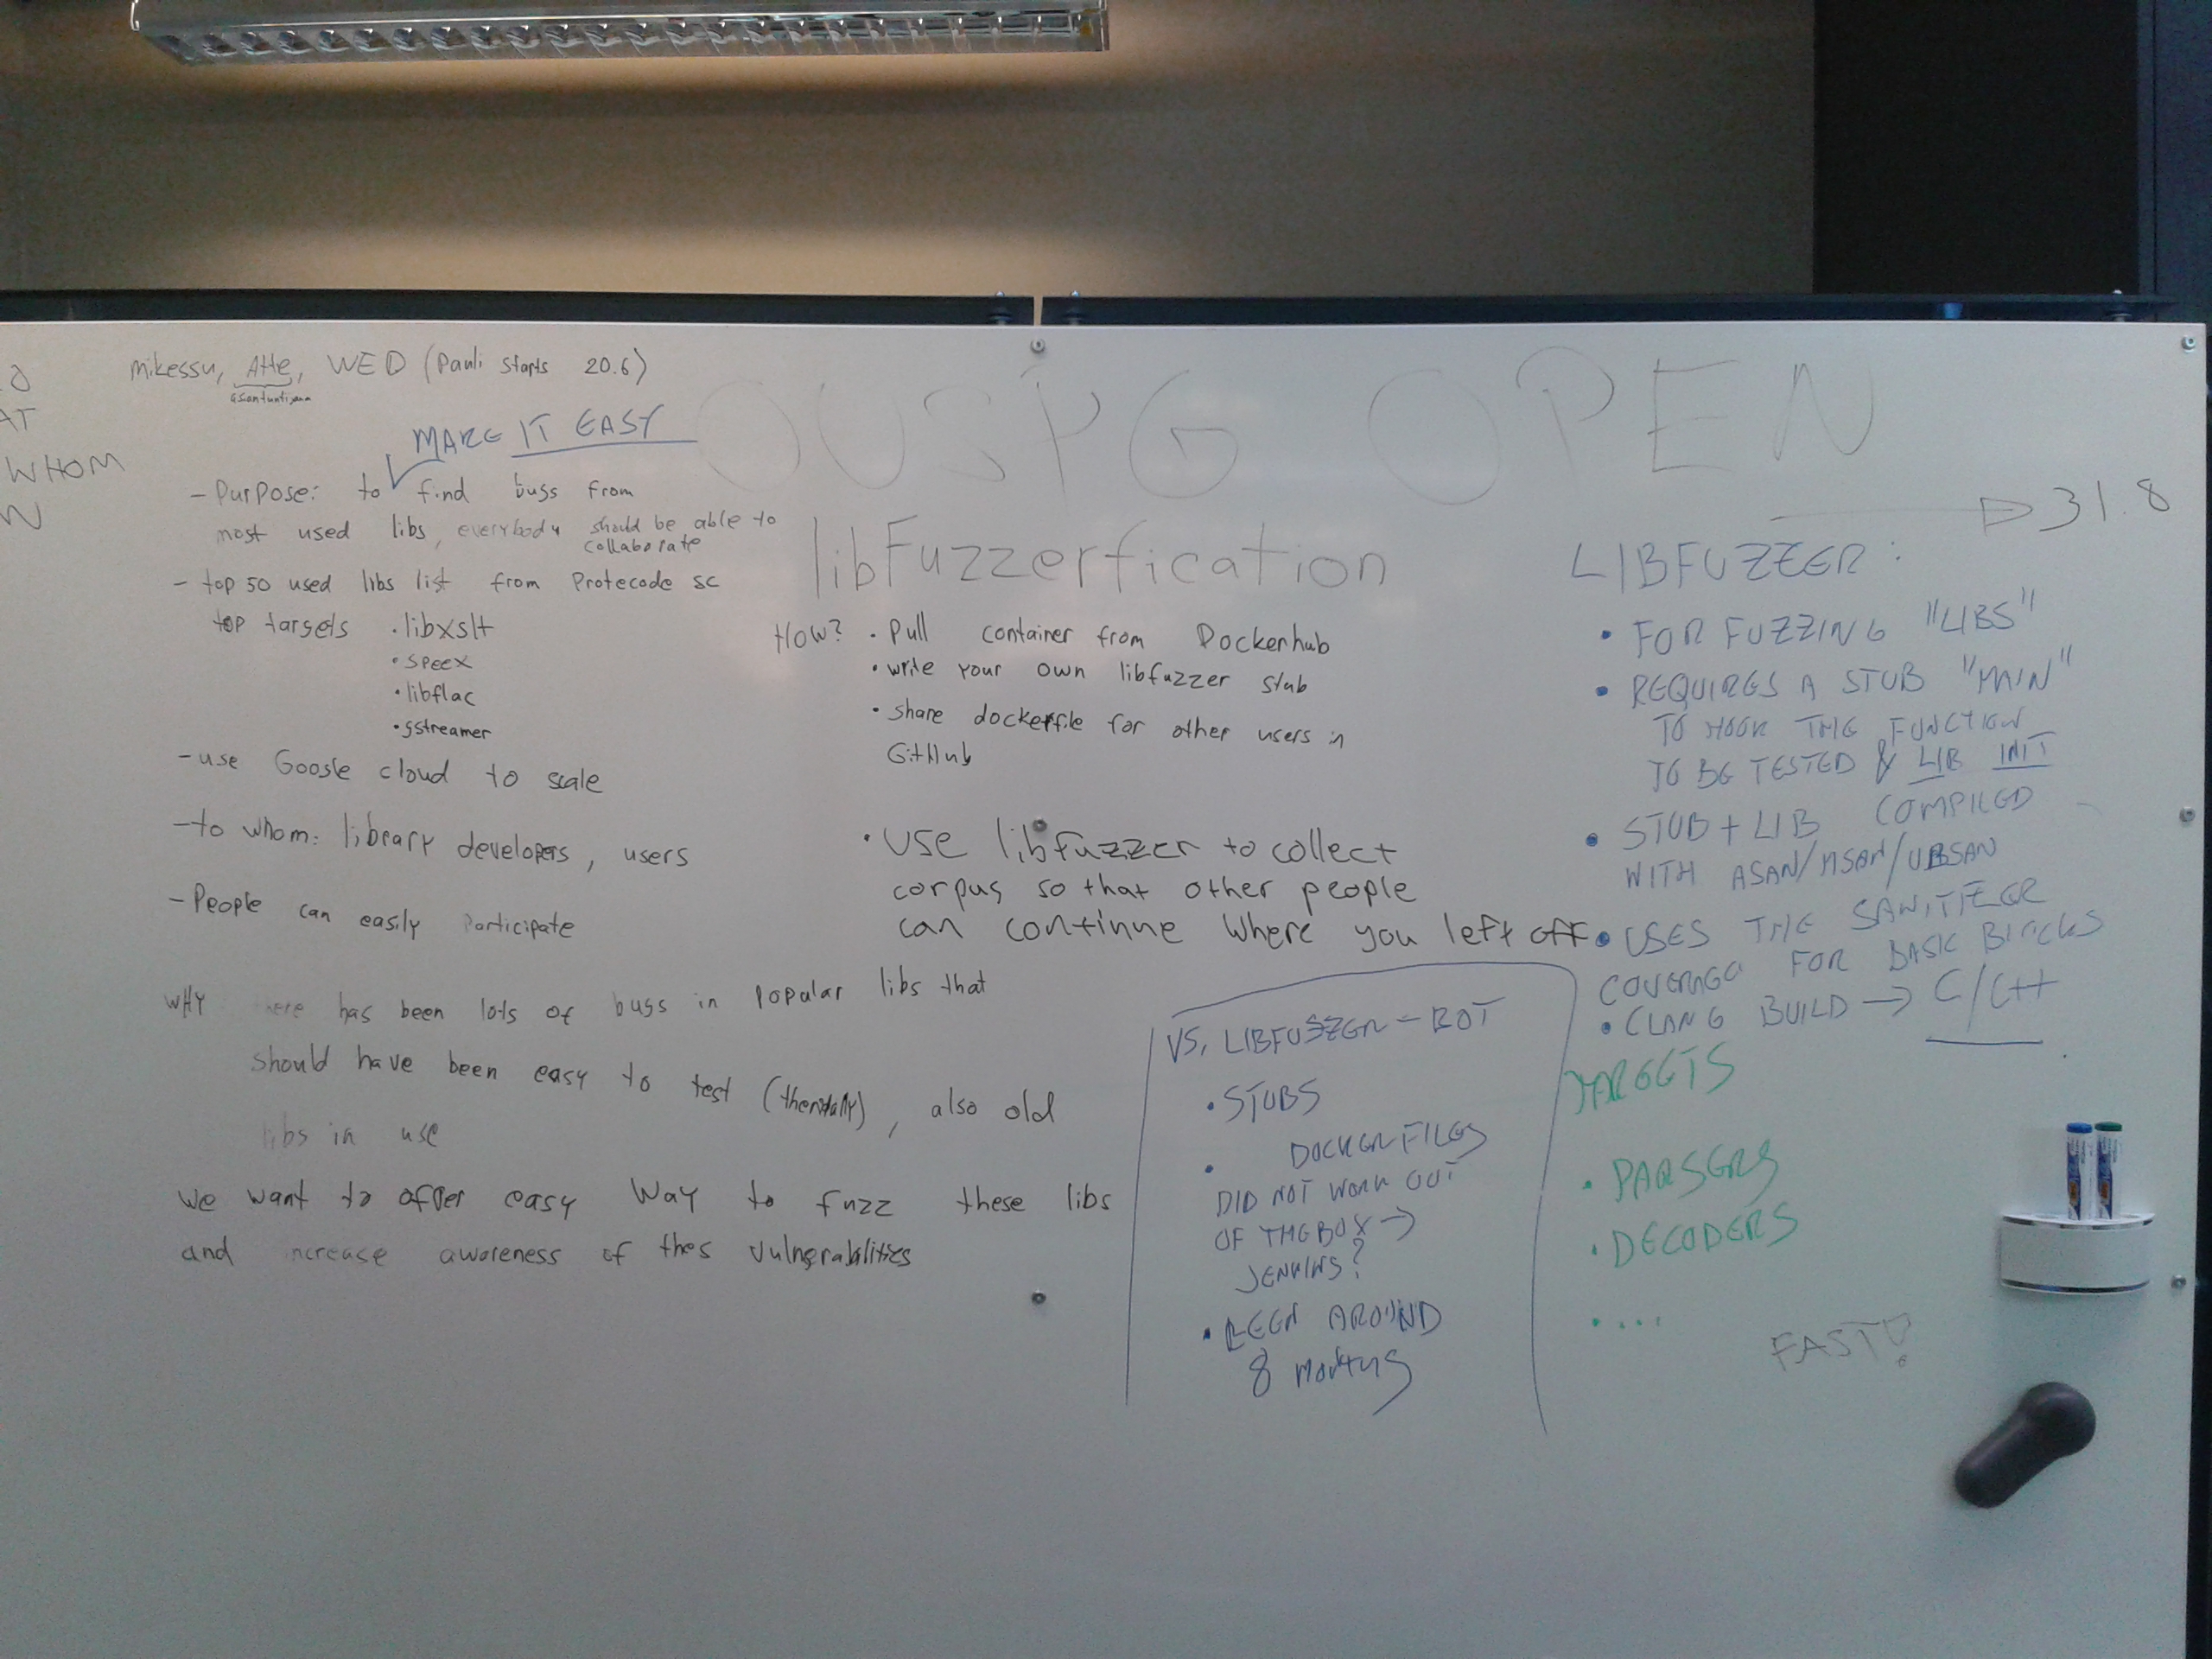 WHOM
mikessu, Atte, WED (Pauli starts 20.6)
OUSPG OPEN
MAKE IT EASY
- Purpose: to find bugs from
most used libs, everybody should be able to
collaborate
- top 50 used libs list from Protecode sc
top targets • libxslt
• speex
• libflac
• gstreamer
- use Google cloud to scale
- to whom: library developers, users
- People can easily participate
WHY there has been lots of bugs in popular libs that
should have been easy to test, also old
libs in use
we want to offer easy way to fuzz these libs
and increase awareness of thes vulnerabilities
libFuzzerfication
How? • Pull container from Dockerhub
• write your own libfuzzer stub
• share dockerfile for other users in
GitHub
• Use libfuzzer to collect
corpus so that other people
can continue where you left off
VS. LIBFUSZER-BOT
• STUBS
• DOCKERFILES
DID NOT WORK OUT
OF THE BOX →
JENKINS?
• BEEN AROUND
8 MONTHS
→ 31.8
LIBFUZZER:
• FOR FUZZING "LIBS"
• REQUIRES A STUB "MAIN"
TO HOOK THE FUNCTION
TO BE TESTED & LIB INIT
• STUB + LIB COMPILED
WITH ASAN/MSAN/UBSAN
• USES THE SANITIZER
COVERAGE FOR BASIC BLOCKS
• CLANG BUILD → C/C++
TARGETS
• PARSERS
• DECODERS
• ...
FAST!